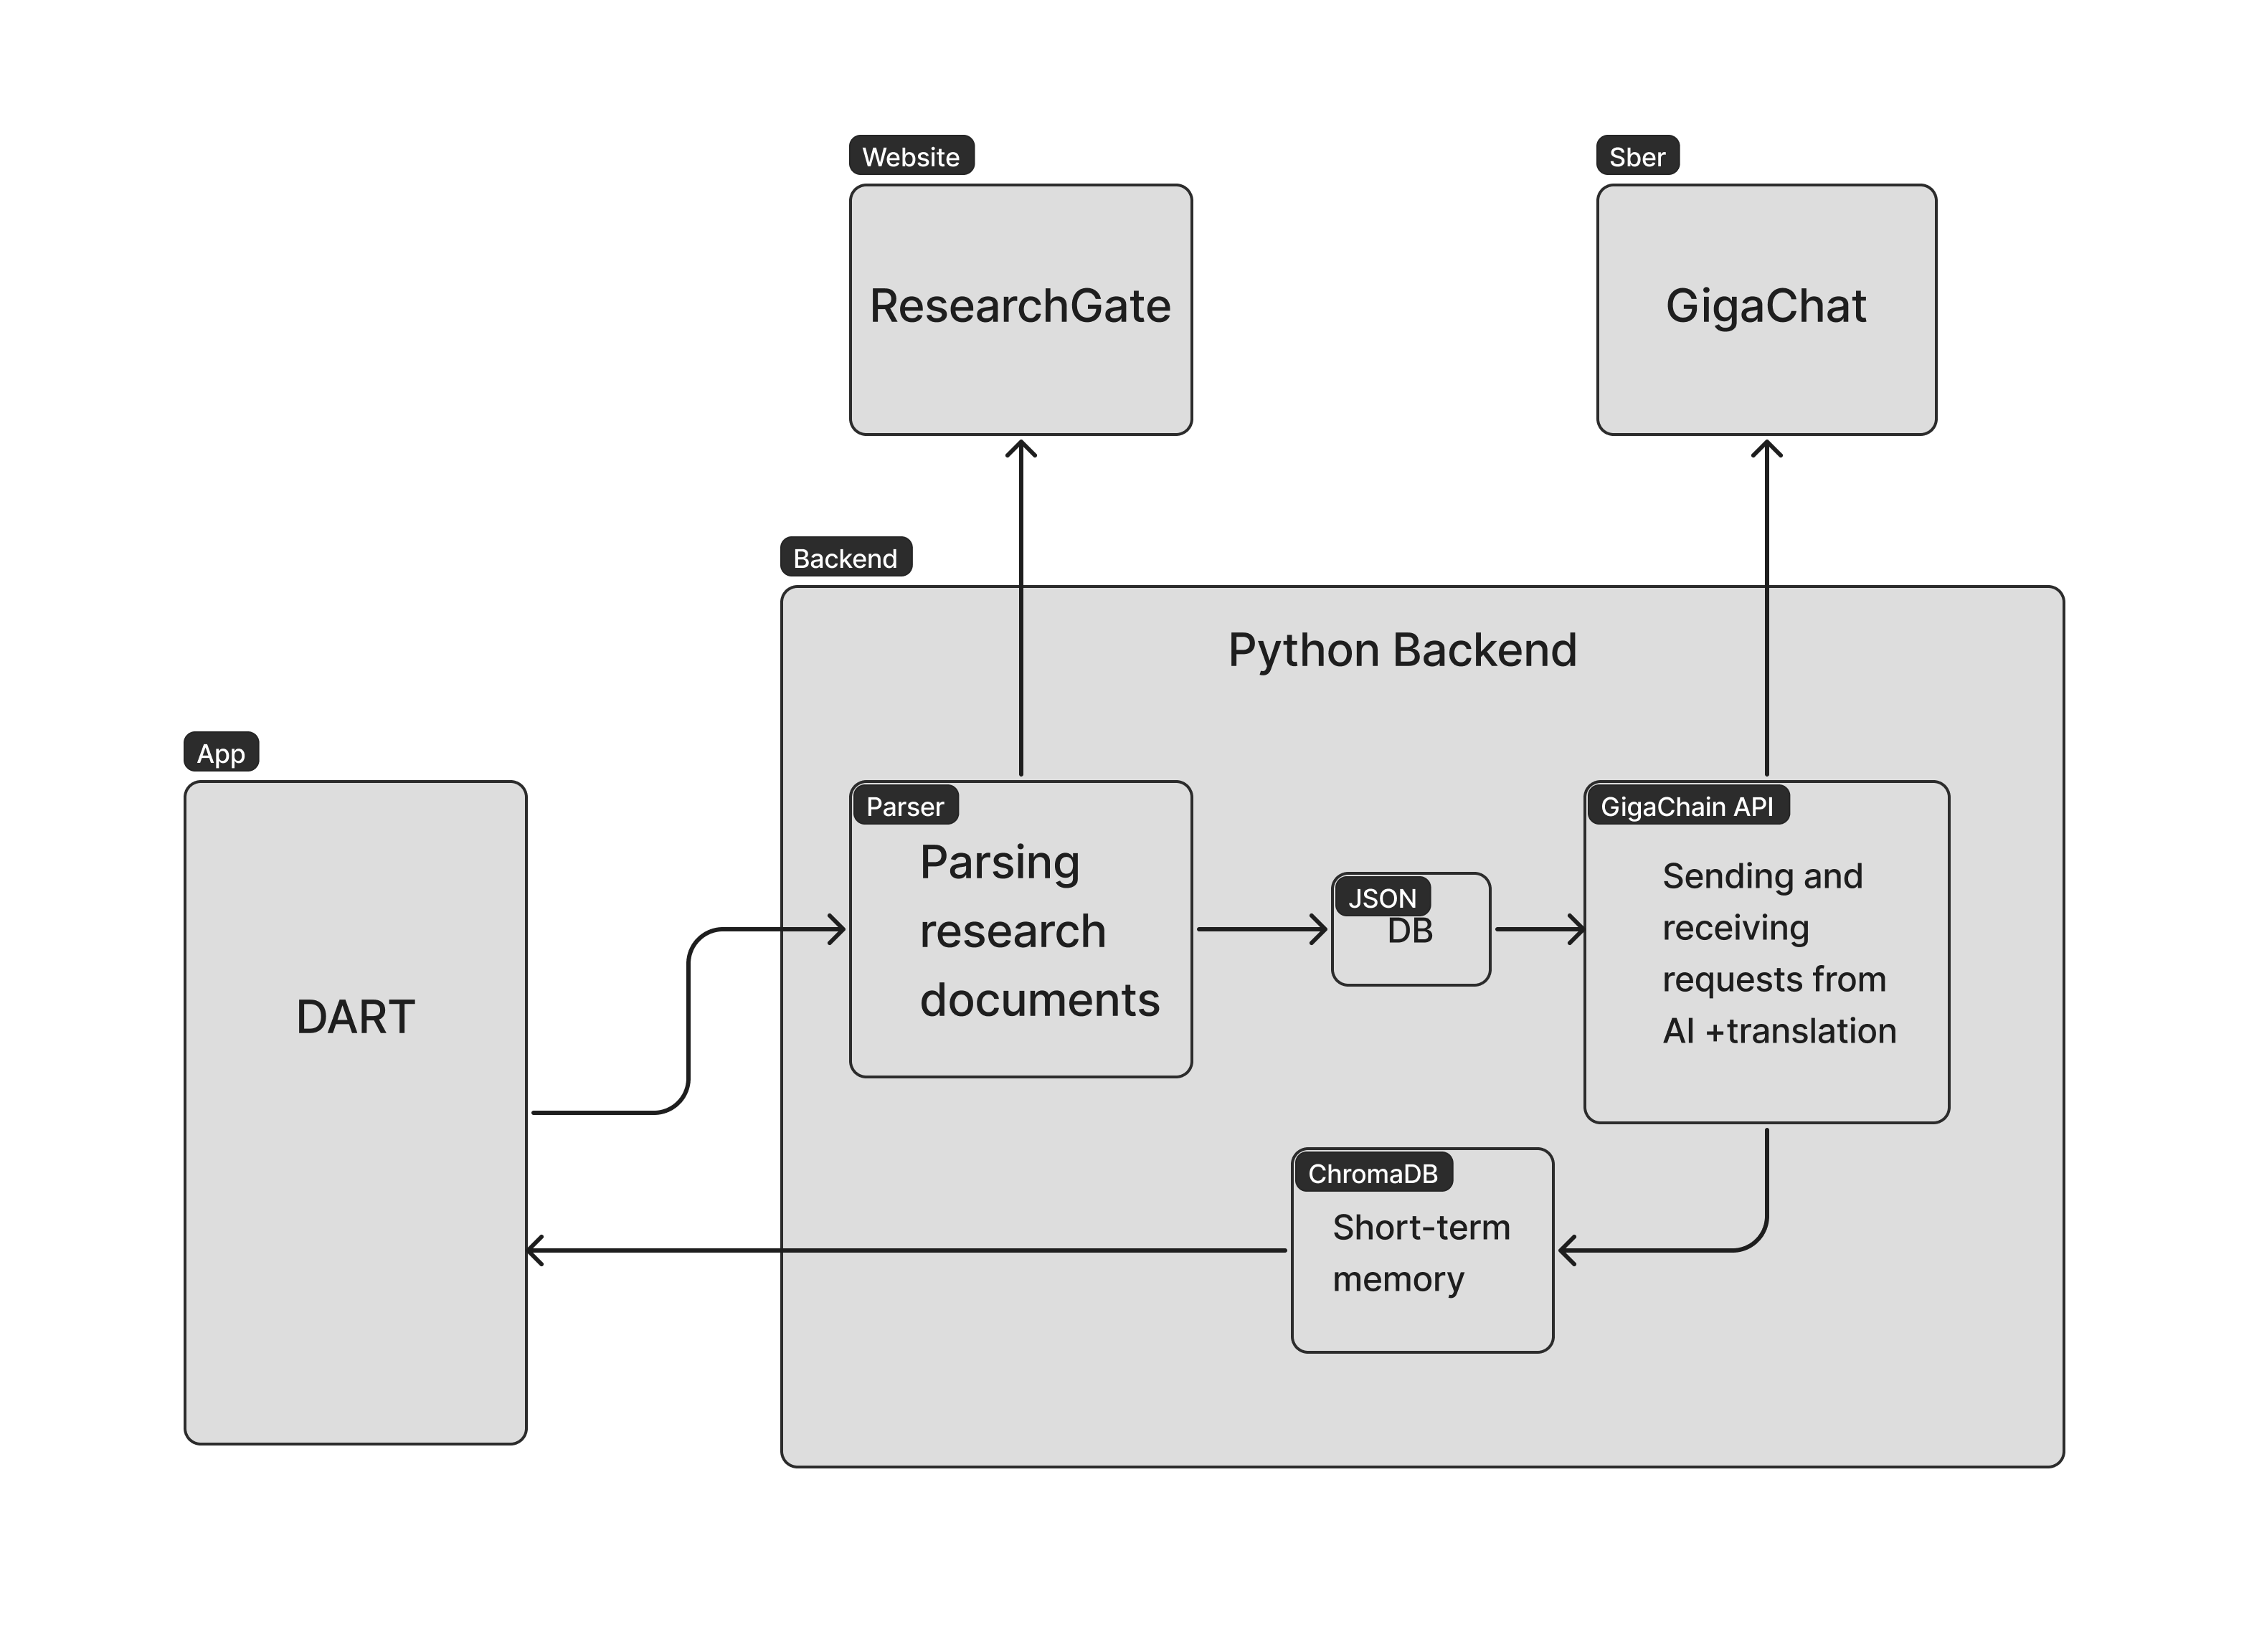 Website
ResearchGate
Sber
GigaChat
Backend
Python Backend
App
DART
Parser
Parsing
research
documents
JSON
DB
GigaChain API
Sending and
receiving
requests from
AI +translation
ChromaDB
Short-term
memory